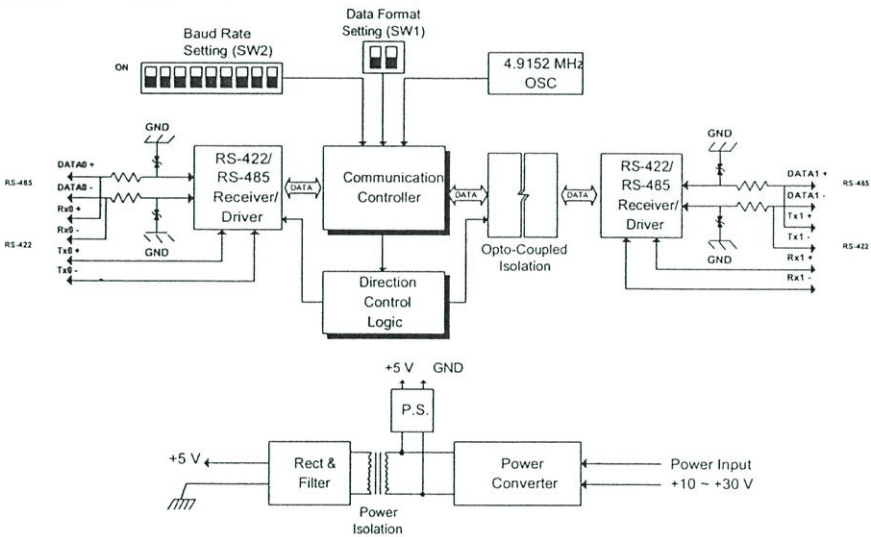 Data Format
Setting (SW1)
Baud Rate
Setting (SW2)
ON
4.9152 MHz
OSC
GND
DATA0 +
RS-485
DATA0 -
Rx0 +
Rx0 -
RS-422
Tx0 +
Tx0 -
GND
RS-422/
RS-485
Receiver/
Driver
DATA
Communication
Controller
DATA
Opto-Coupled
Isolation
DATA
RS-422/
RS-485
Receiver/
Driver
GND
DATA1 +
RS-485
DATA1 -
Tx1 +
Tx1 -
RS-422
Rx1 +
Rx1 -
GND
Direction
Control
Logic
+5 V
GND
P.S.
+5 V
Rect &
Filter
Power
Isolation
Power
Converter
Power Input
+10 ~ +30 V